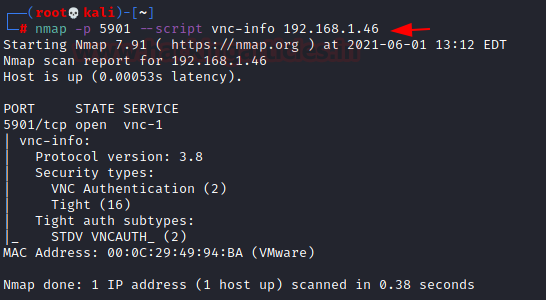 ┌──(root💀kali)-[~]
└─# nmap -p 5901 --script vnc-info 192.168.1.46
Starting Nmap 7.91 ( https://nmap.org ) at 2021-06-01 13:12 EDT
Nmap scan report for 192.168.1.46
Host is up (0.00053s latency).

PORT     STATE SERVICE
5901/tcp open  vnc-1
| vnc-info:
|   Protocol version: 3.8
|   Security types:
|     VNC Authentication (2)
|     Tight (16)
|   Tight auth subtypes:
|_    STDV VNCAUTH_ (2)
MAC Address: 00:0C:29:49:94:BA (VMware)

Nmap done: 1 IP address (1 host up) scanned in 0.38 seconds